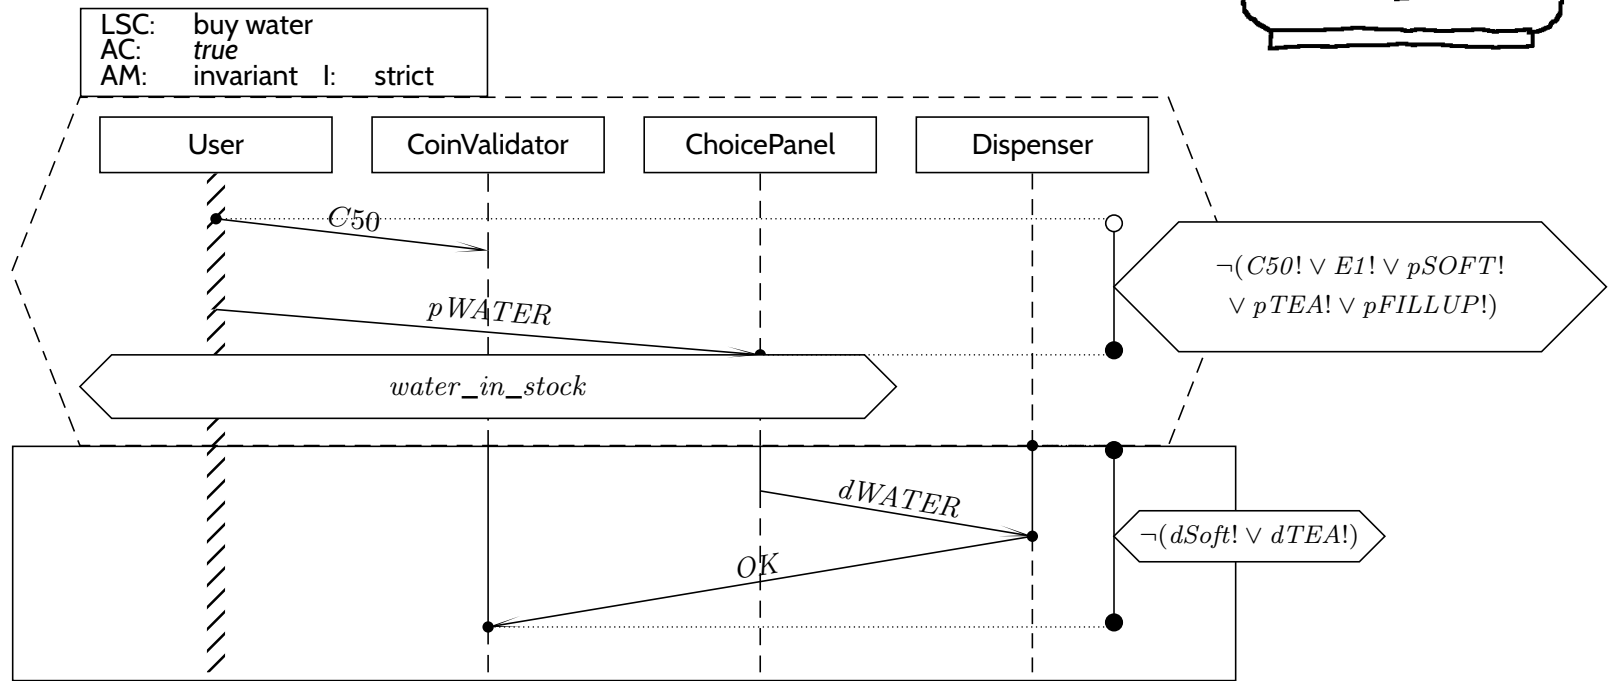 LSC: buy water
AC: true
AM: invariant I: strict
User CoinValidator ChoicePanel Dispenser
C50
¬(C50! ∨ E1! ∨ pSOFT!
∨ pTEA! ∨ pFILLUP!)
pWATER
water_in_stock
dWATER
¬(dSoft! ∨ dTEA!)
OK